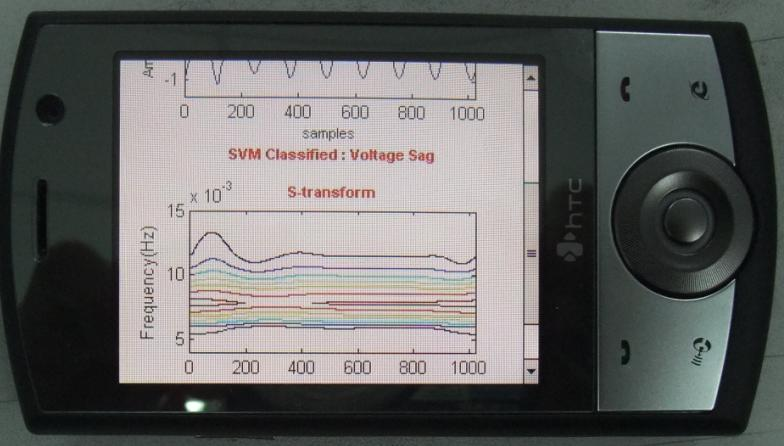 Am
-1
0 200 400 600 800 1000
samples
SVM Classified : Voltage Sag
S-transform
x 10-3
15
10
5
Frequency(Hz)
0 200 400 600 800 1000
hTC